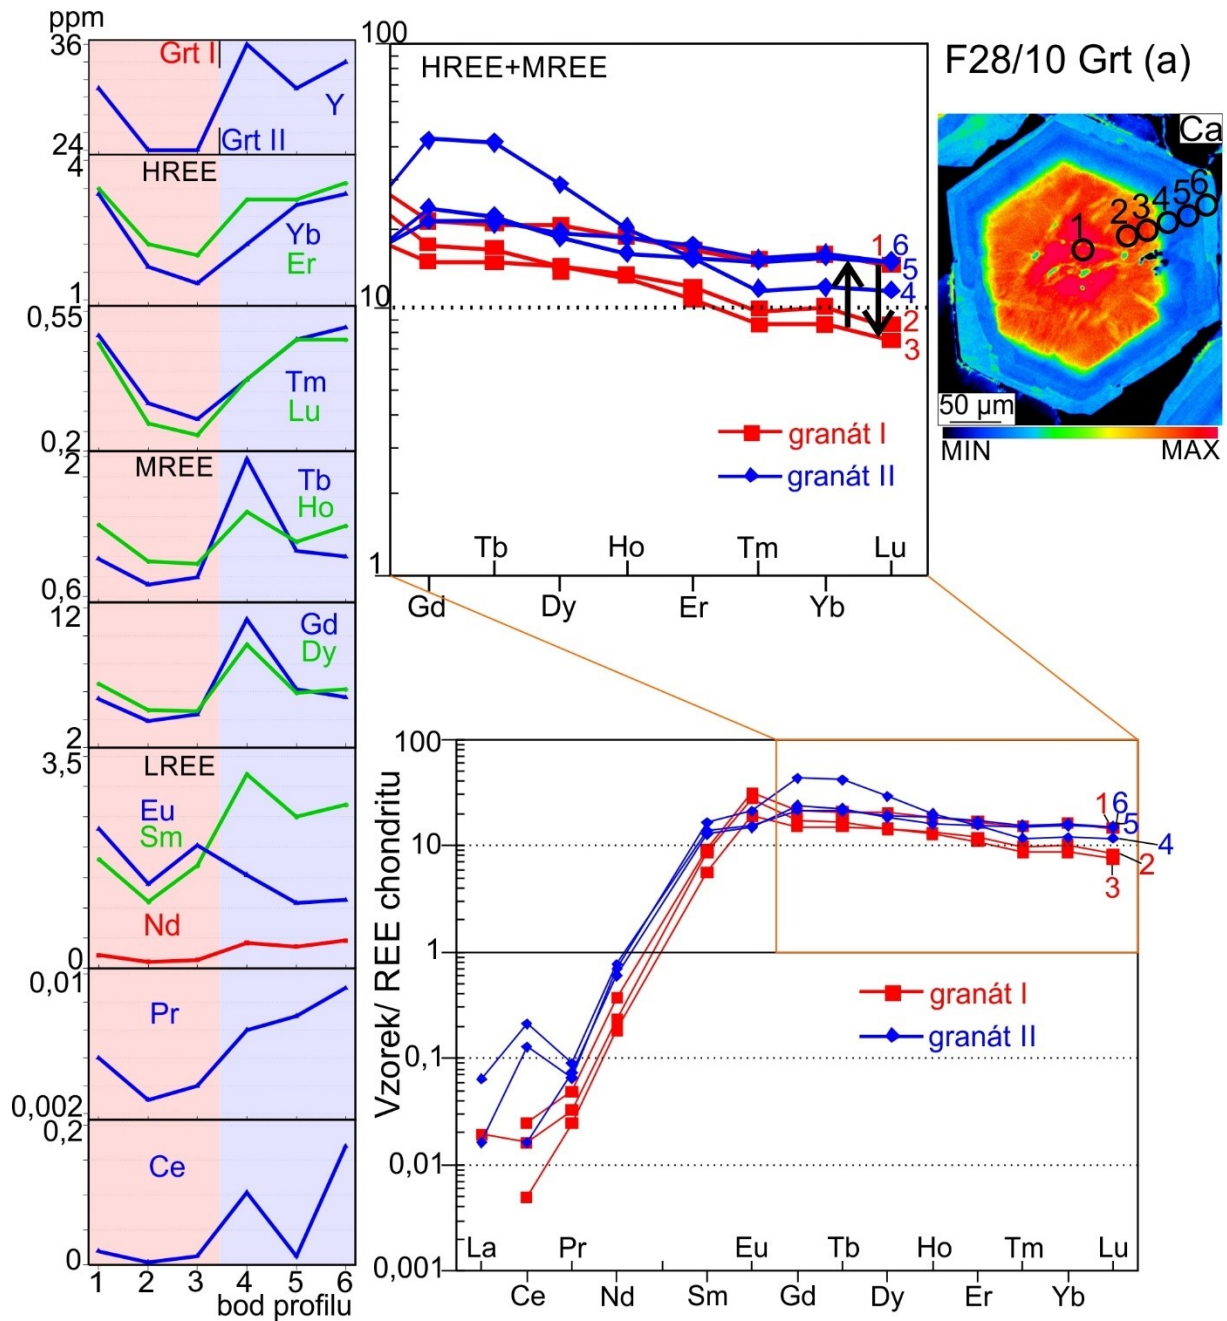 ppm
36
Grt I
Y
Grt II
24
4
HREE
Yb
Er
1
0,55
Tm
Lu
0,2
2
MREE
Tb
Ho
0,6
12
Gd
Dy
2
3,5
LREE
Eu
Sm
Nd
0
0,01
Pr
0,002
0,2
Ce
0
1 2 3 4 5 6
bod profilu
100
HREE+MREE
10
1 6
5
4
2
3
granát I
granát II
Tb Ho Tm Lu
1
Gd Dy Er Yb
F28/10 Grt (a)
Ca
1 2 3 4 5 6
50 µm
MIN MAX
Vzorek/ REE chondritu
100
10
1
0,1
0,01
0,001
1 6
5
4
2
3
granát I
granát II
La Pr Eu Tb Ho Tm Lu
Ce Nd Sm Gd Dy Er Yb